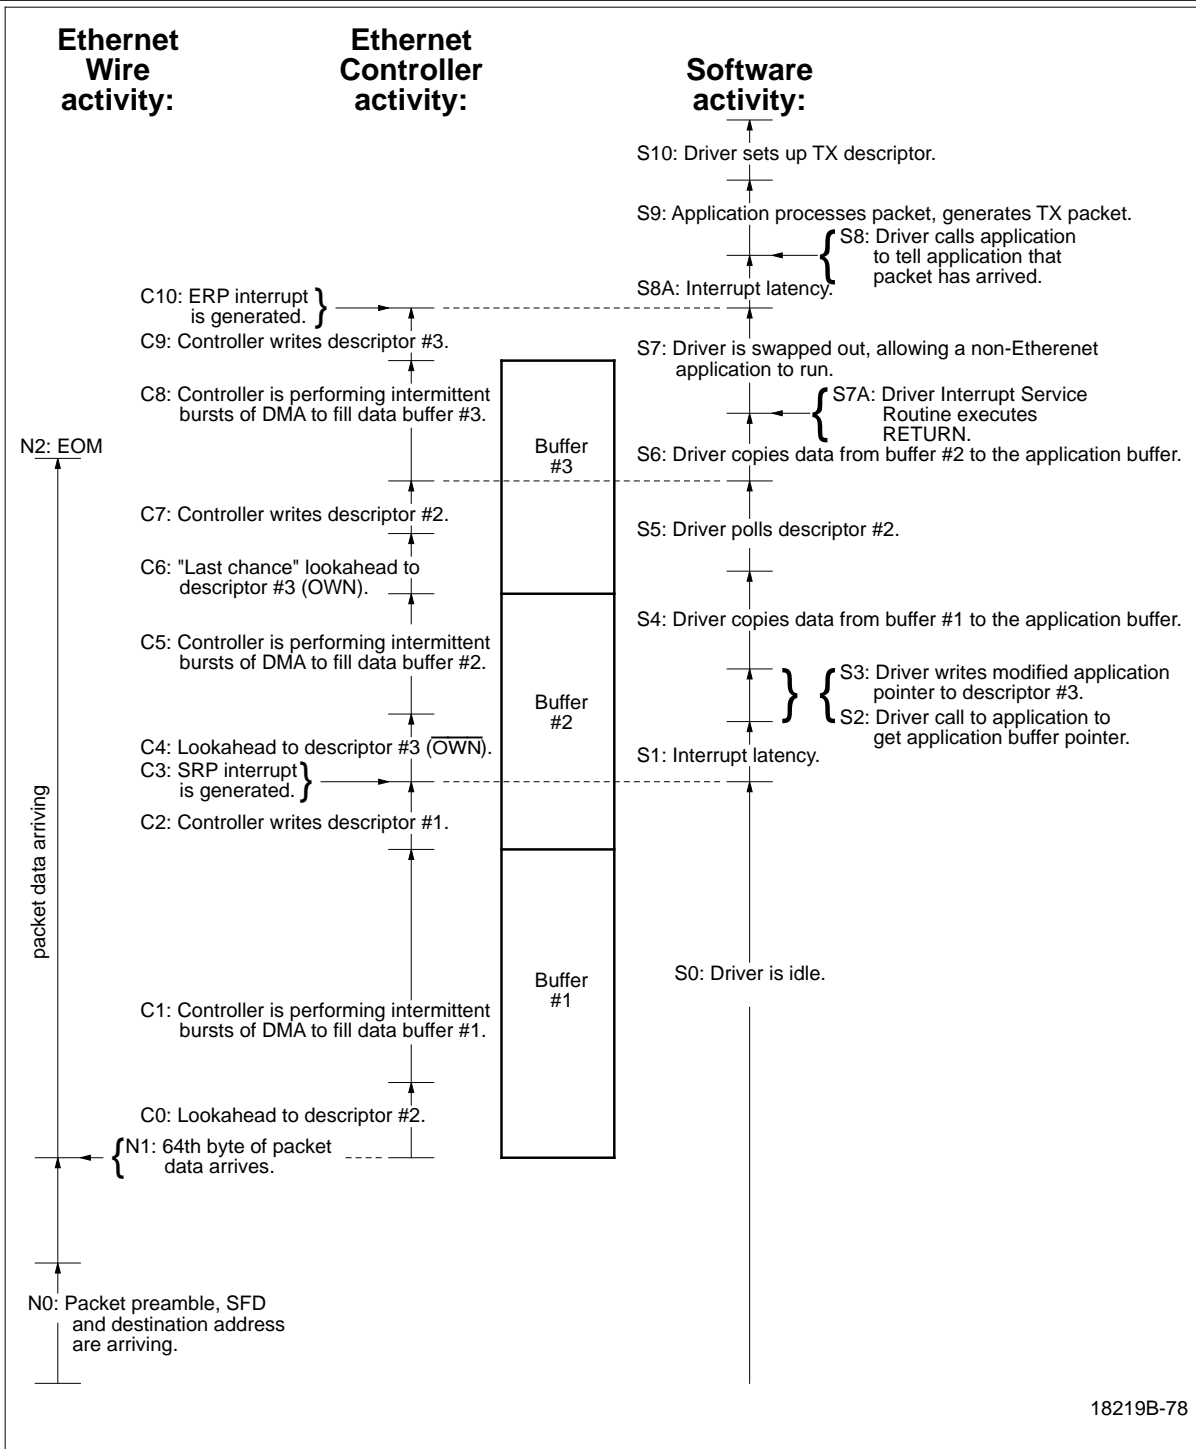 Ethernet
Wire
activity:
Ethernet
Controller
activity:
Software
activity:
S10: Driver sets up TX descriptor.
S9: Application processes packet, generates TX packet.
S8: Driver calls application
to tell application that
packet has arrived.
S8A: Interrupt latency.
C10: ERP interrupt
is generated.
C9: Controller writes descriptor #3.
S7: Driver is swapped out, allowing a non-Etherenet
application to run.
C8: Controller is performing intermittent
bursts of DMA to fill data buffer #3.
S7A: Driver Interrupt Service
Routine executes
RETURN.
N2: EOM
Buffer
#3
S6: Driver copies data from buffer #2 to the application buffer.
C7: Controller writes descriptor #2.
S5: Driver polls descriptor #2.
C6: "Last chance" lookahead to
descriptor #3 (OWN).
S4: Driver copies data from buffer #1 to the application buffer.
C5: Controller is performing intermittent
bursts of DMA to fill data buffer #2.
S3: Driver writes modified application
pointer to descriptor #3.
Buffer
#2
S2: Driver call to application to
get application buffer pointer.
C4: Lookahead to descriptor #3 (O̅W̅N̅).
S1: Interrupt latency.
C3: SRP interrupt
is generated.
C2: Controller writes descriptor #1.
packet data arriving
Buffer
#1
S0: Driver is idle.
C1: Controller is performing intermittent
bursts of DMA to fill data buffer #1.
C0: Lookahead to descriptor #2.
N1: 64th byte of packet
data arrives.
N0: Packet preamble, SFD
and destination address
are arriving.
18219B-78